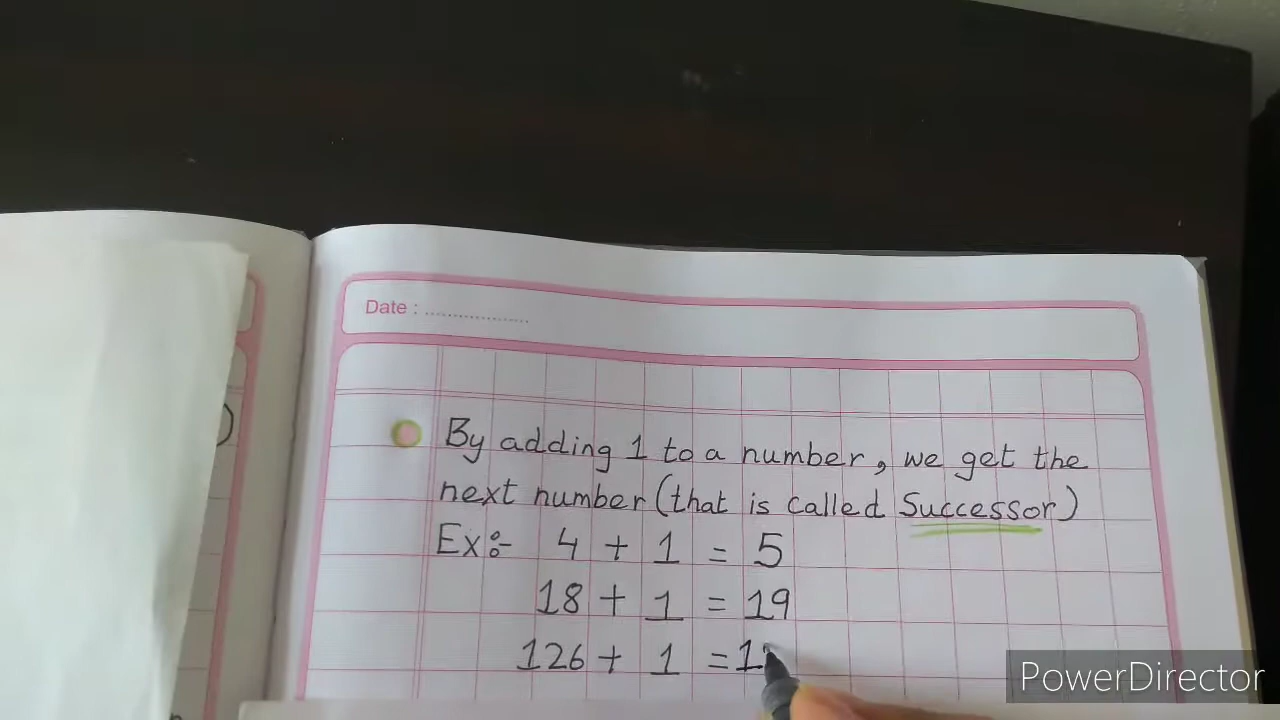 Date : ..................
By adding 1 to a number, we get the
next number (that is called Successor)
Ex:- 4 + 1 = 5
18 + 1 = 19
126 + 1 = 1
PowerDirector